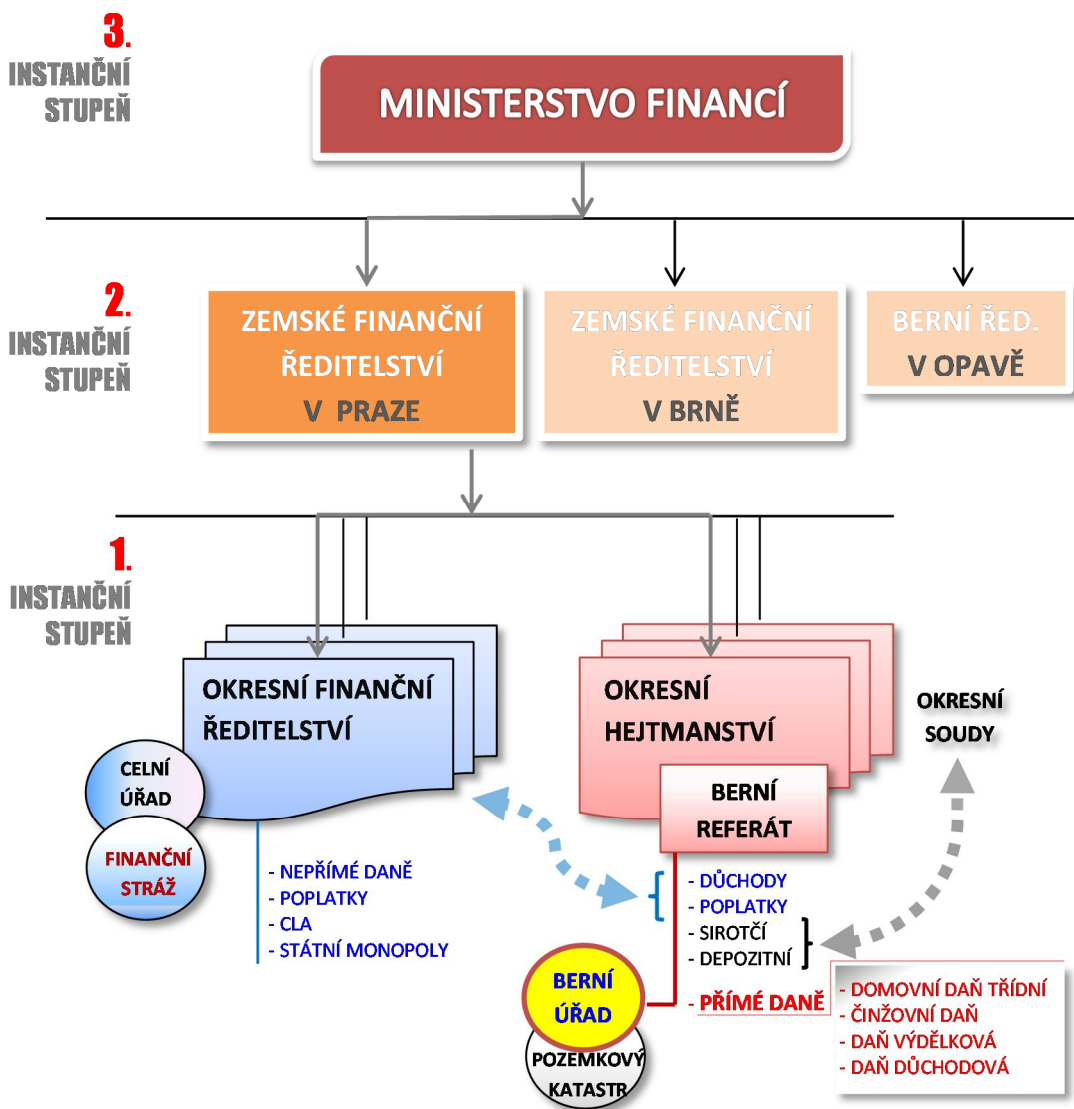 3.
INSTANČNÍ
STUPEŇ
MINISTERSTVO FINANCÍ
2.
INSTANČNÍ
STUPEŇ
ZEMSKÉ FINANČNÍ
ŘEDITELSTVÍ
V PRAZE
ZEMSKÉ FINANČNÍ
ŘEDITELSTVÍ
V BRNĚ
BERNÍ ŘED.
V OPAVĚ
1.
INSTANČNÍ
STUPEŇ
OKRESNÍ FINANČNÍ
ŘEDITELSTVÍ
CELNÍ
ÚŘAD
FINANČNÍ
STRÁŽ
- NEPŘÍMÉ DANĚ
- POPLATKY
- CLA
- STÁTNÍ MONOPOLY
OKRESNÍ
HEJTMANSTVÍ
BERNÍ
REFERÁT
OKRESNÍ
SOUDY
- DŮCHODY
- POPLATKY
- SIROTČÍ
- DEPOZITNÍ
- PŘÍMÉ DANĚ
BERNÍ
ÚŘAD
POZEMKOVÝ
KATASTR
- DOMOVNÍ DAŇ TŘÍDNÍ
- ČINŽOVNÍ DAŇ
- DAŇ VÝDĚLKOVÁ
- DAŇ DŮCHODOVÁ